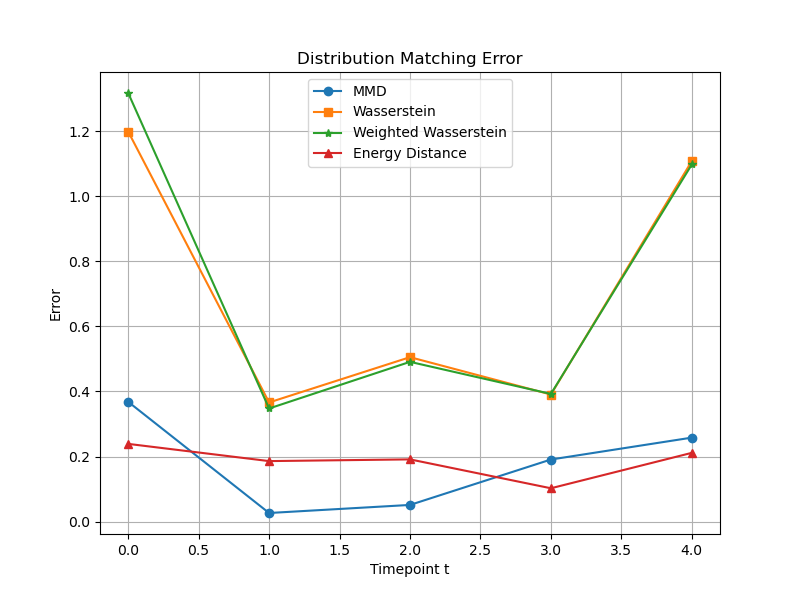 Distribution Matching Error
MMD
Wasserstein
Weighted Wasserstein
Energy Distance
1.2
1.0
0.8
0.6
0.4
0.2
0.0
Error
0.0 0.5 1.0 1.5 2.0 2.5 3.0 3.5 4.0
Timepoint t